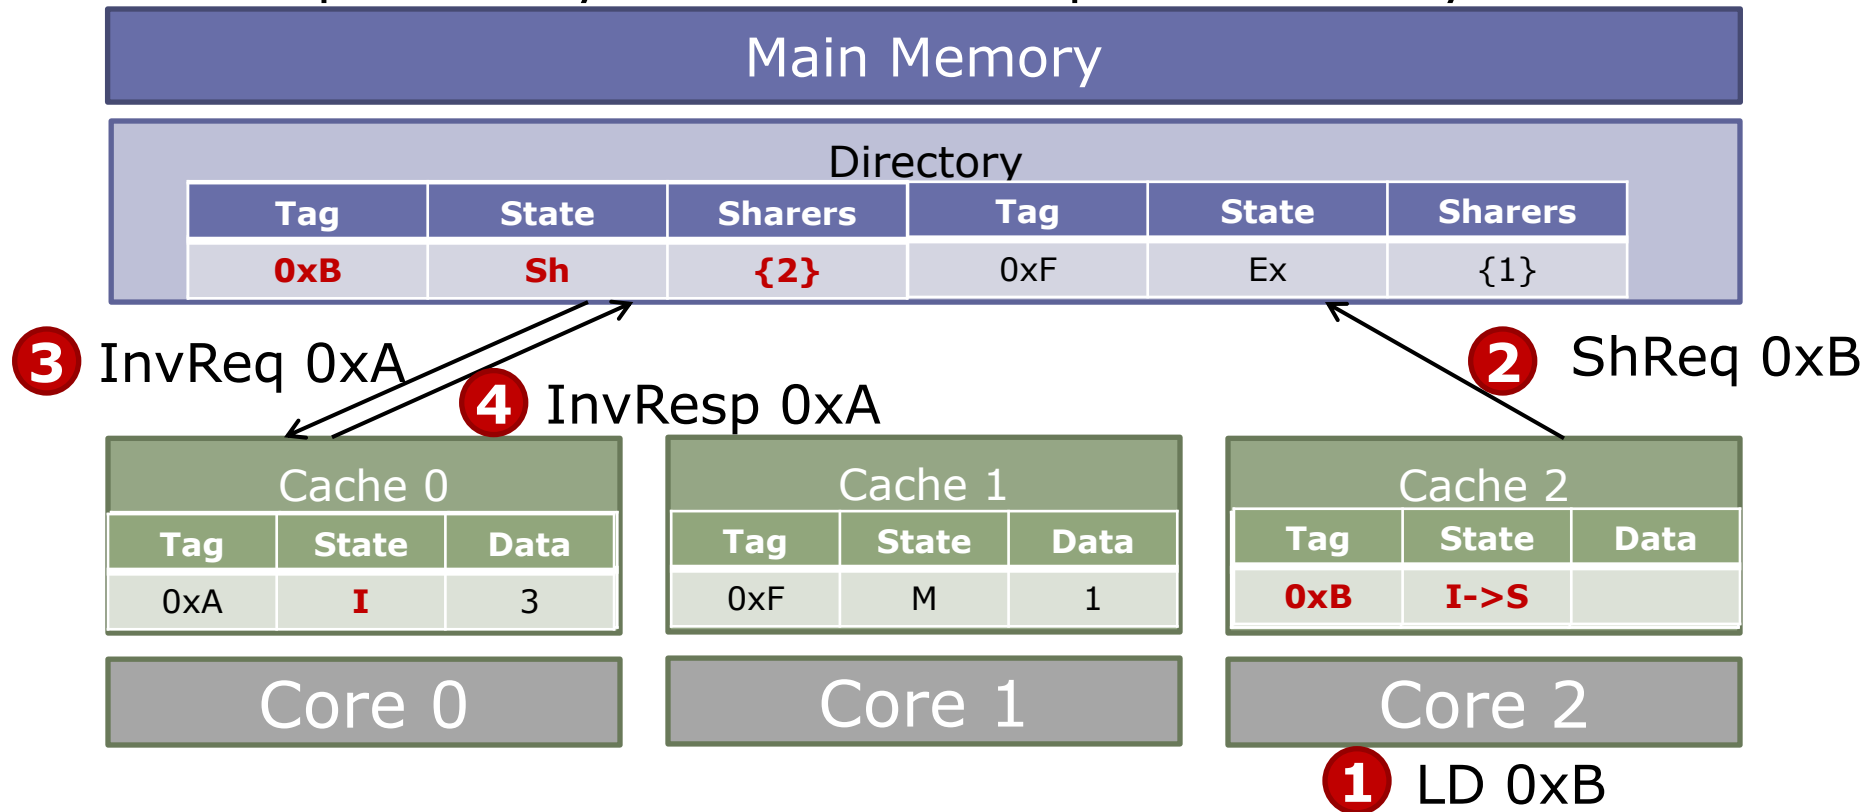 Main Memory
Directory
Tag State Sharers Tag State Sharers
0xB Sh {2} 0xF Ex {1}
3 InvReq 0xA
2 ShReq 0xB
4 InvResp 0xA
Cache 0 Cache 1 Cache 2
Tag State Data Tag State Data Tag State Data
0xA I 3 0xF M 1 0xB I->S
Core 0 Core 1 Core 2
1 LD 0xB